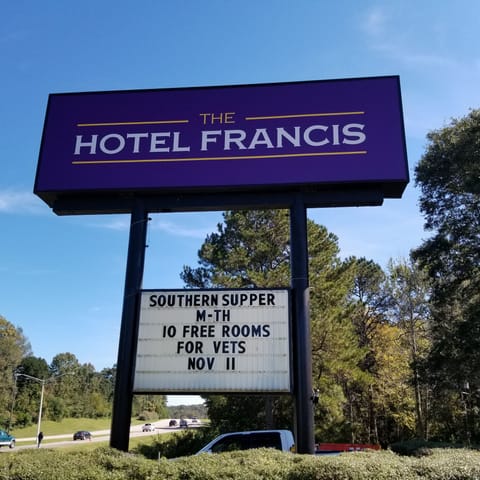 THE
HOTEL FRANCIS
SOUTHERN SUPPER
M-TH
10 FREE ROOMS
FOR VETS
NOV 11